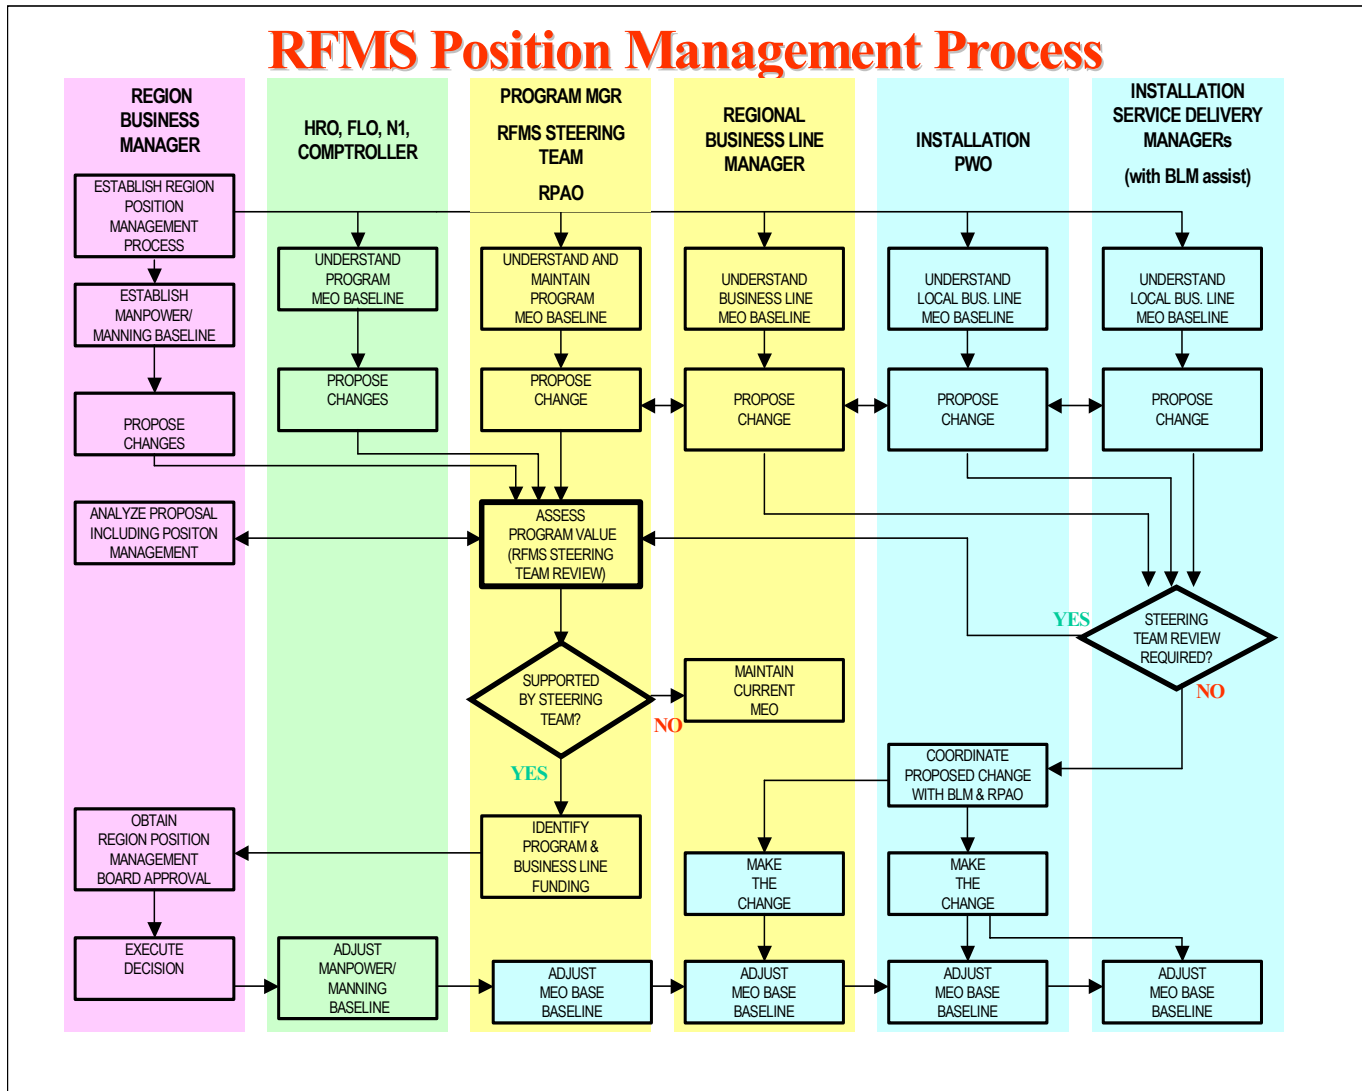 RFMS Position Management Process
REGION
BUSINESS
MANAGER
HRO, FLO, N1,
COMPTROLLER
PROGRAM MGR
RFMS STEERING
TEAM
RPAO
REGIONAL
BUSINESS LINE
MANAGER
INSTALLATION
PWO
INSTALLATION
SERVICE DELIVERY
MANAGERs
(with BLM assist)
ESTABLISH REGION
POSITION
MANAGEMENT
PROCESS
UNDERSTAND
PROGRAM
MEO BASELINE
UNDERSTAND AND
MAINTAIN
PROGRAM
MEO BASELINE
UNDERSTAND
BUSINESS LINE
MEO BASELINE
UNDERSTAND
LOCAL BUS. LINE
MEO BASELINE
UNDERSTAND
LOCAL BUS. LINE
MEO BASELINE
ESTABLISH
MANPOWER/
MANNING BASELINE
PROPOSE
CHANGES
PROPOSE
CHANGES
PROPOSE
CHANGE
PROPOSE
CHANGE
PROPOSE
CHANGE
PROPOSE
CHANGE
ANALYZE PROPOSAL
INCLUDING POSITON
MANAGEMENT
ASSESS
PROGRAM VALUE
(RFMS STEERING
TEAM REVIEW)
YES
STEERING
TEAM REVIEW
REQUIRED?
NO
SUPPORTED
BY STEERING
TEAM?
NO
MAINTAIN
CURRENT
MEO
YES
COORDINATE
PROPOSED CHANGE
WITH BLM & RPAO
OBTAIN
REGION POSITION
MANAGEMENT
BOARD APPROVAL
IDENTIFY
PROGRAM &
BUSINESS LINE
FUNDING
MAKE
THE
CHANGE
MAKE
THE
CHANGE
EXECUTE
DECISION
ADJUST
MANPOWER/
MANNING
BASELINE
ADJUST
MEO BASE
BASELINE
ADJUST
MEO BASE
BASELINE
ADJUST
MEO BASE
BASELINE
ADJUST
MEO BASE
BASELINE